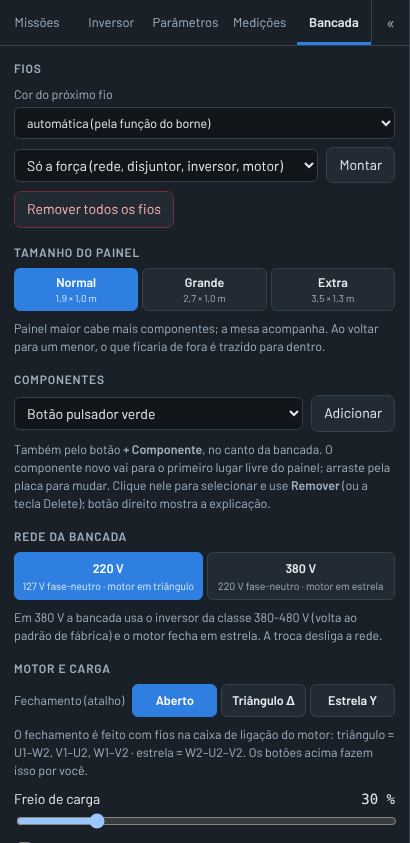 Missões Inversor Parâmetros Medições Bancada «
FIOS
Cor do próximo fio
automática (pela função do borne)
Só a força (rede, disjuntor, inversor, motor) Montar
Remover todos os fios
TAMANHO DO PAINEL
Normal Grande Extra
1,9 × 1,0 m 2,7 × 1,0 m 3,5 × 1,3 m
Painel maior cabe mais componentes; a mesa acompanha. Ao voltar
para um menor, o que ficaria de fora é trazido para dentro.
COMPONENTES
Botão pulsador verde Adicionar
Também pelo botão + Componente, no canto da bancada. O
componente novo vai para o primeiro lugar livre do painel; arraste pela
placa para mudar. Clique nele para selecionar e use Remover (ou a
tecla Delete); botão direito mostra a explicação.
REDE DA BANCADA
220 V 380 V
127 V fase-neutro · motor em triângulo 220 V fase-neutro · motor em estrela
Em 380 V a bancada usa o inversor da classe 380-480 V (volta ao
padrão de fábrica) e o motor fecha em estrela. A troca desliga a rede.
MOTOR E CARGA
Fechamento (atalho) Aberto Triângulo Δ Estrela Y
O fechamento é feito com fios na caixa de ligação do motor: triângulo =
U1–W2, V1–U2, W1–V2 · estrela = W2–U2–V2. Os botões acima fazem
isso por você.
Freio de carga 30 %